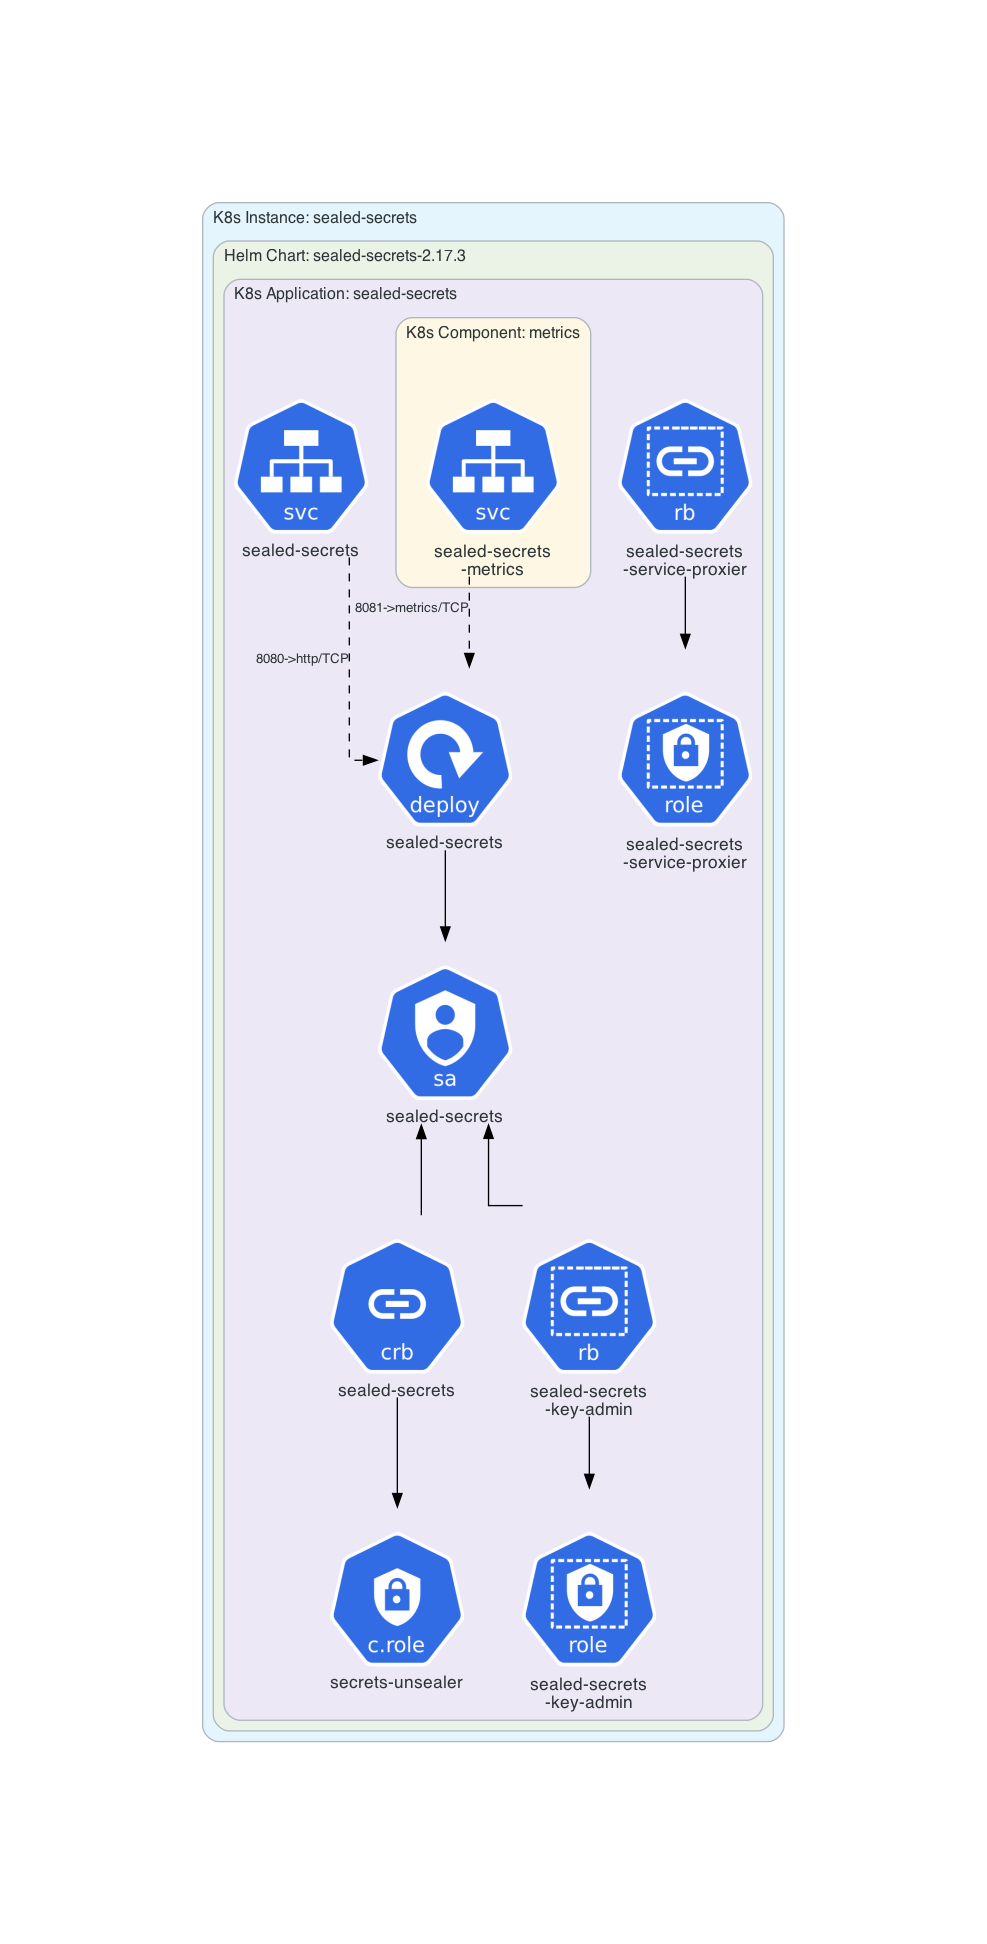 K8s Instance: sealed-secrets
Helm Chart: sealed-secrets-2.17.3
K8s Application: sealed-secrets
K8s Component: metrics
svc
sealed-secrets
svc
sealed-secrets
-metrics
rb
sealed-secrets
-service-proxier
8081->metrics/TCP
8080->http/TCP
deploy
sealed-secrets
role
sealed-secrets
-service-proxier
sa
sealed-secrets
crb
sealed-secrets
rb
sealed-secrets
-key-admin
c.role
secrets-unsealer
role
sealed-secrets
-key-admin